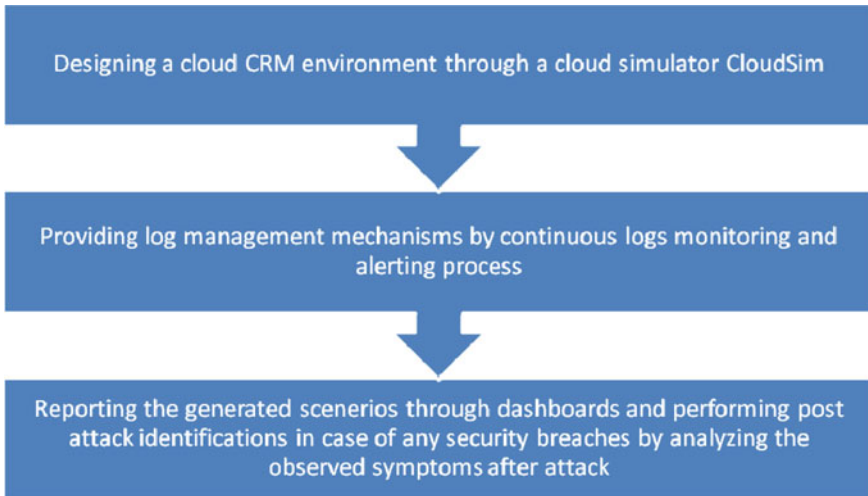 Designing a cloud CRM environment through a cloud simulator CloudSim
Providing log management mechanisms by continuous logs monitoring and
alerting process
Reporting the generated scenerios through dashboards and performing post
attack identifications in case of any security breaches by analyzing the
observed symptoms after attack